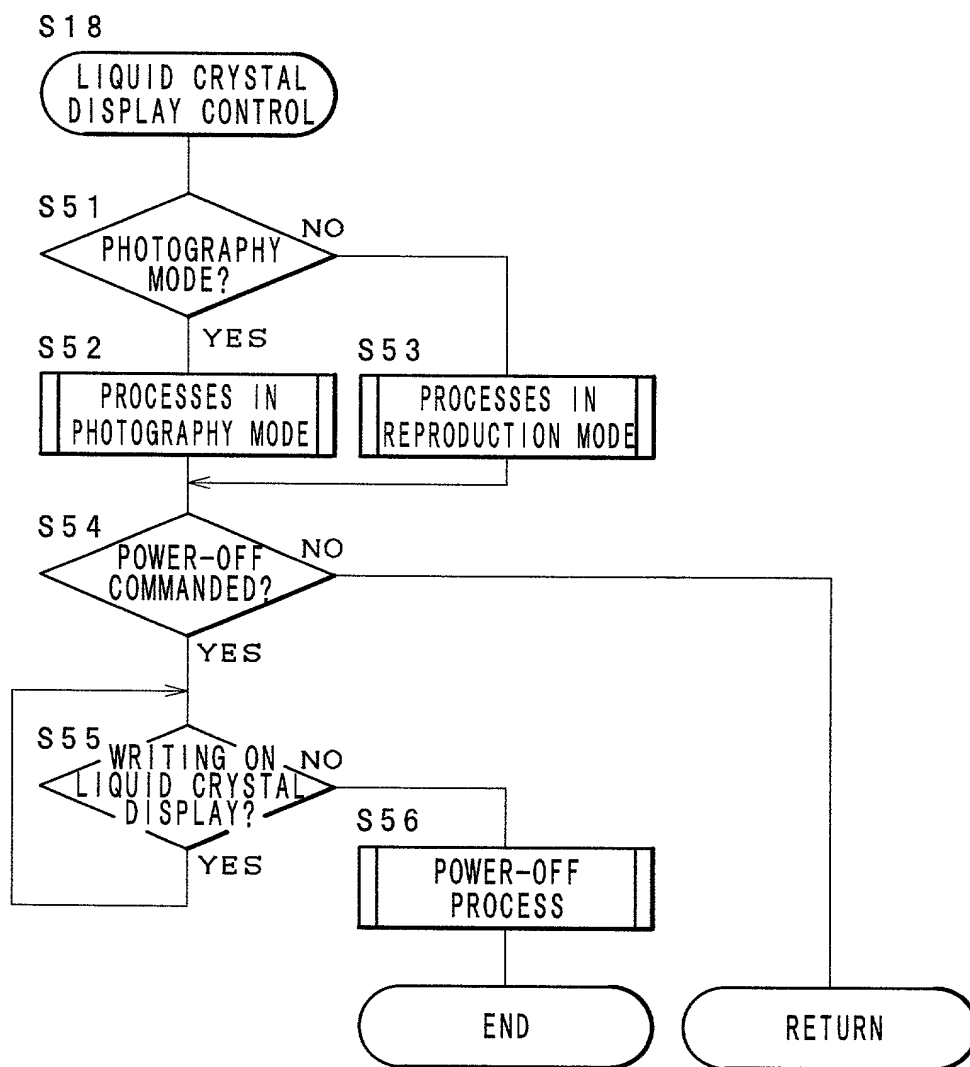 S18
LIQUID CRYSTAL
DISPLAY CONTROL
S51
NO
PHOTOGRAPHY
MODE?
YES
S52
S53
PROCESSES IN
PHOTOGRAPHY MODE
PROCESSES IN
REPRODUCTION MODE
S54
NO
POWER-OFF
COMMANDED?
YES
S55
WRITING ON
LIQUID CRYSTAL
DISPLAY?
NO
YES
S56
POWER-OFF
PROCESS
END
RETURN